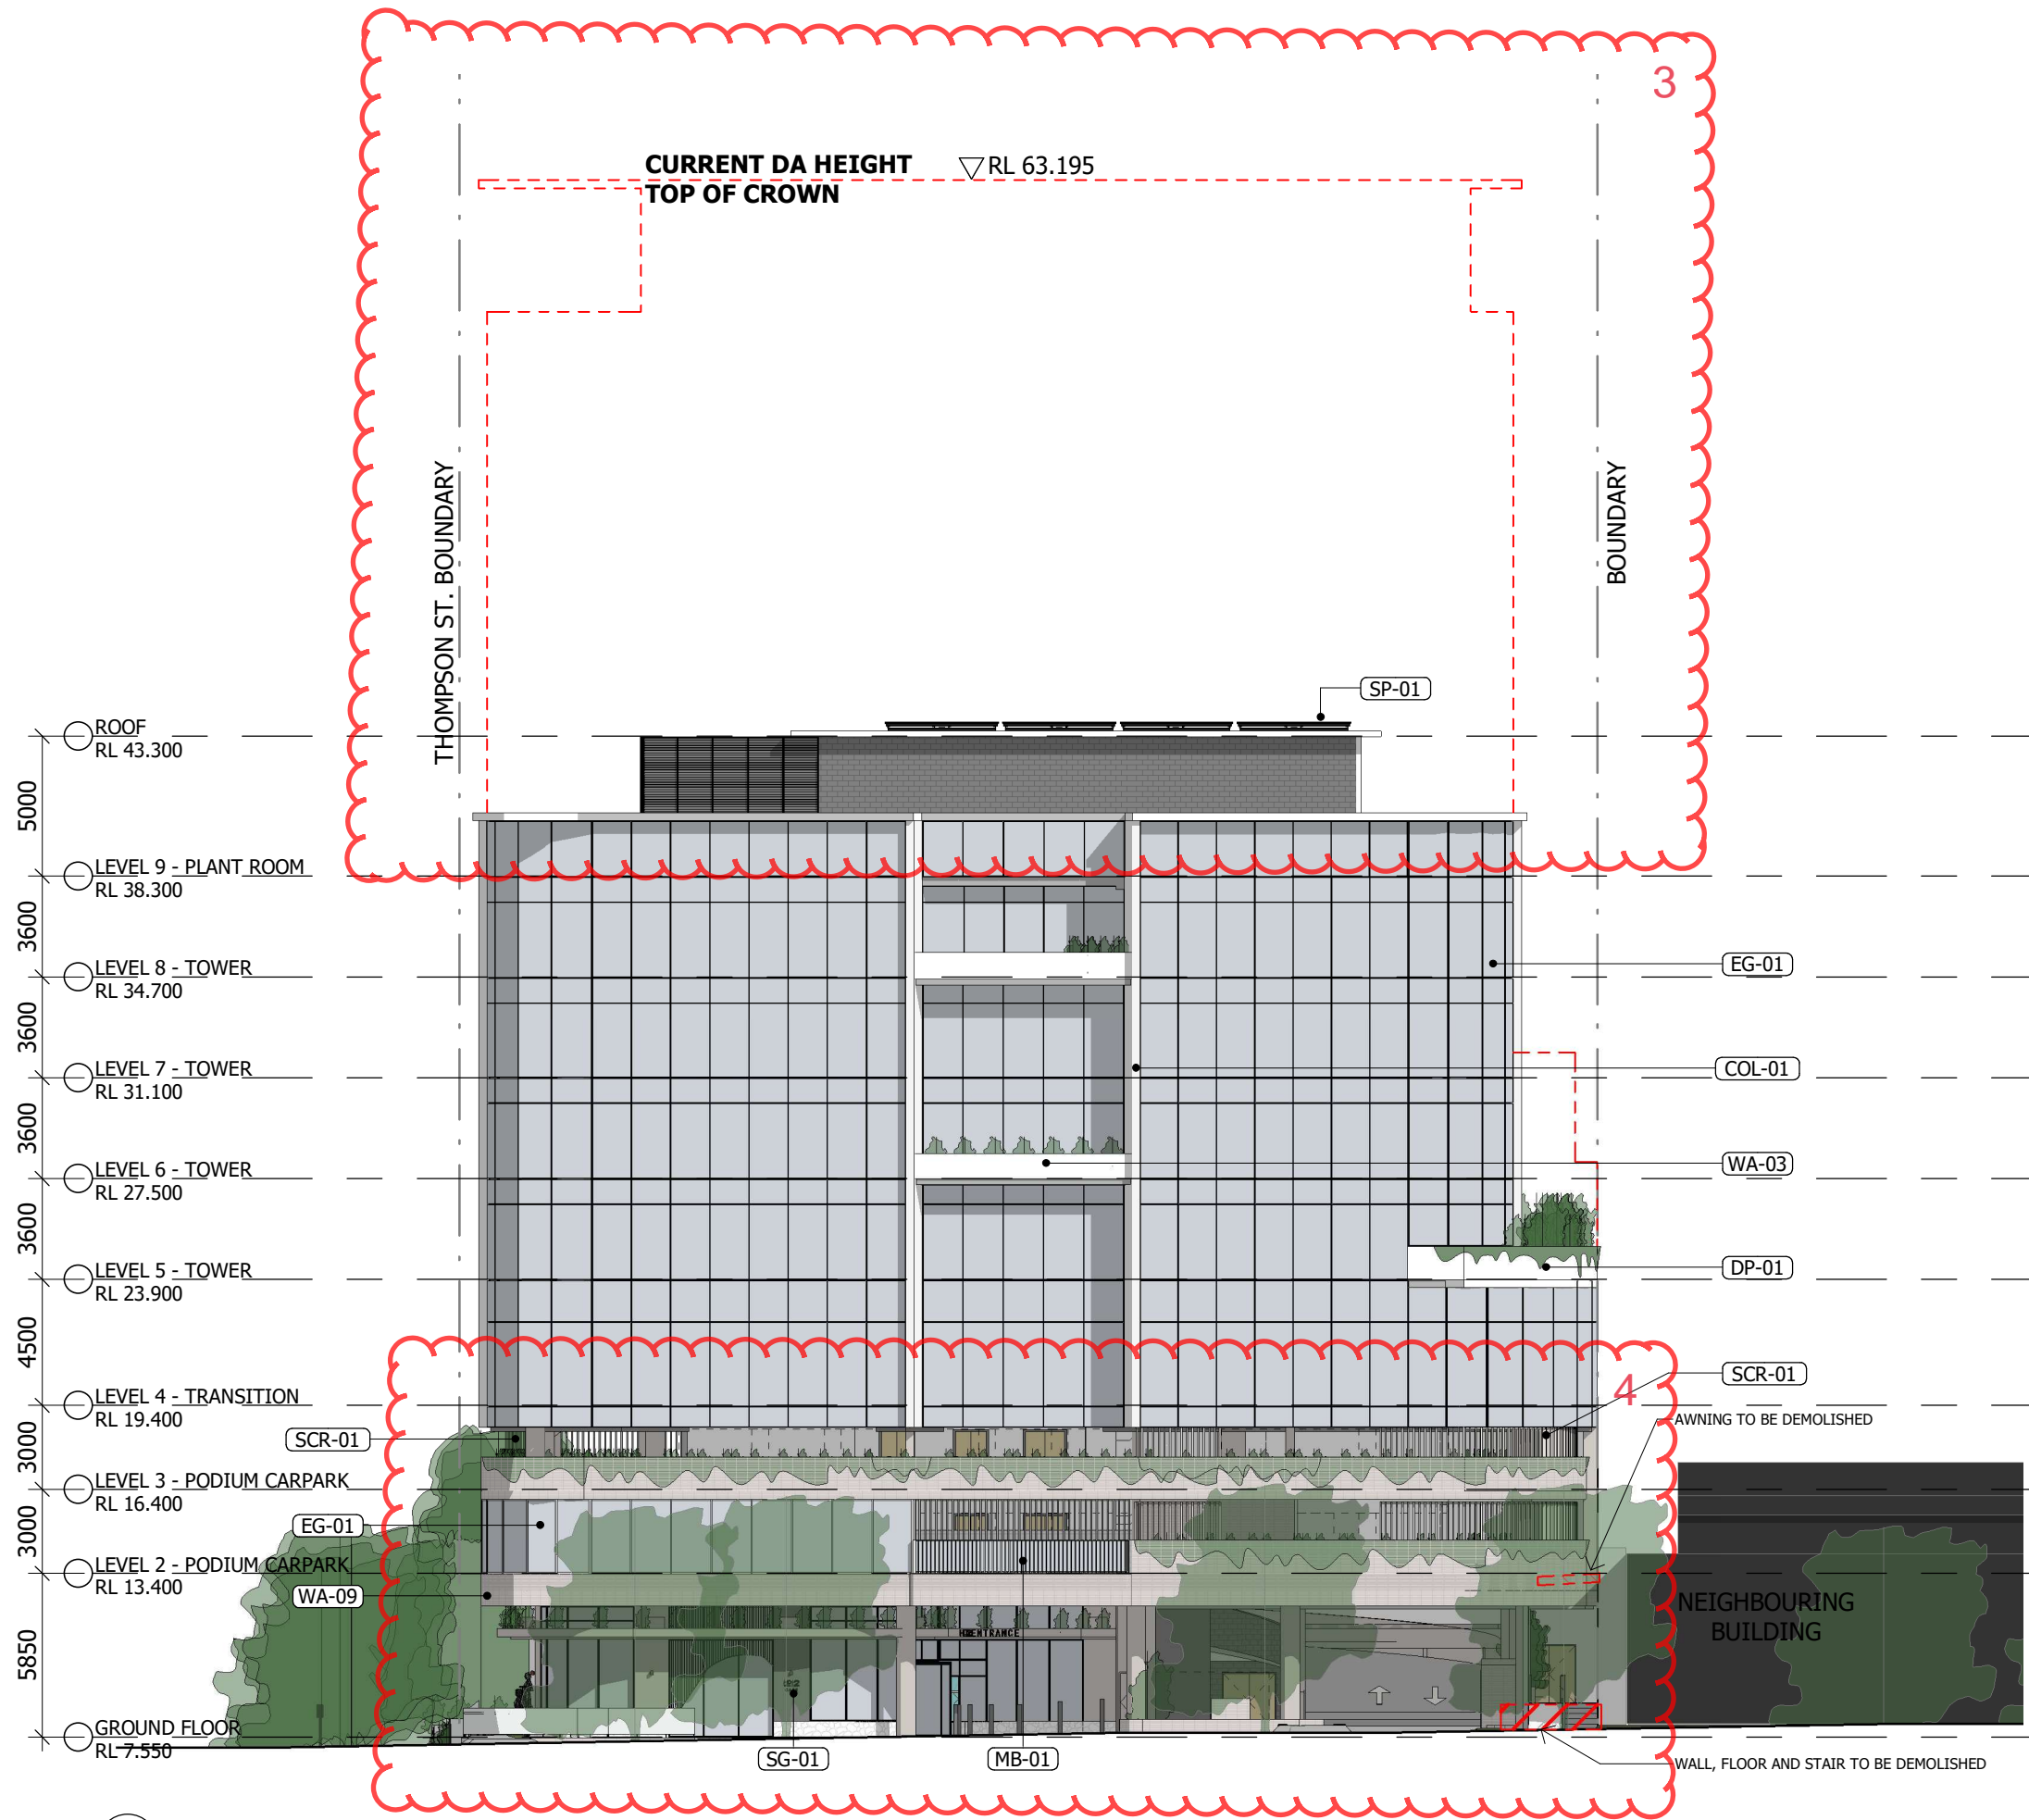 3
CURRENT DA HEIGHT
RL 63.195
TOP OF CROWN
THOMPSON ST. BOUNDARY
BOUNDARY
SP-01
ROOF
RL 43.300
5000
LEVEL 9 - PLANT ROOM
RL 38.300
3600
LEVEL 8 - TOWER
RL 34.700
EG-01
3600
LEVEL 7 - TOWER
RL 31.100
COL-01
3600
LEVEL 6 - TOWER
RL 27.500
WA-03
3600
LEVEL 5 - TOWER
RL 23.900
DP-01
4500
LEVEL 4 - TRANSITION
RL 19.400
SCR-01
4
AWNING TO BE DEMOLISHED
SCR-01
3000
LEVEL 3 - PODIUM CARPARK
RL 16.400
EG-01
3000
LEVEL 2 - PODIUM CARPARK
RL 13.400
WA-09
NEIGHBOURING
BUILDING
ENTRANCE
5850
GROUND FLOOR
RL 7.550
SG-01
MB-01
WALL, FLOOR AND STAIR TO BE DEMOLISHED